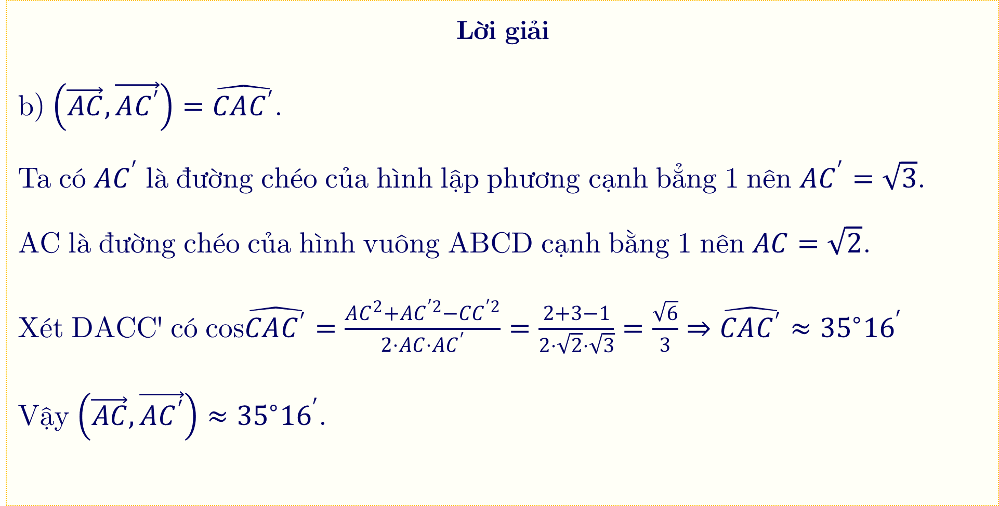 Lời giải
b) $\left(\overrightarrow{AC}, \overrightarrow{AC'}\right) = \widehat{CAC'}$.
Ta có $AC'$ là đường chéo của hình lập phương cạnh bẳng 1 nên $AC' = \sqrt{3}$.
AC là đường chéo của hình vuông ABCD cạnh bằng 1 nên $AC = \sqrt{2}$.
Xét DACC' có cos$\widehat{CAC'} = \frac{AC^2+AC'^2-CC'^2}{2 \cdot AC \cdot AC'} = \frac{2+3-1}{2 \cdot \sqrt{2} \cdot \sqrt{3}} = \frac{\sqrt{6}}{3} \Rightarrow \widehat{CAC'} \approx 35°16'$
Vậy $\left(\overrightarrow{AC}, \overrightarrow{AC'}\right) \approx 35°16'$.